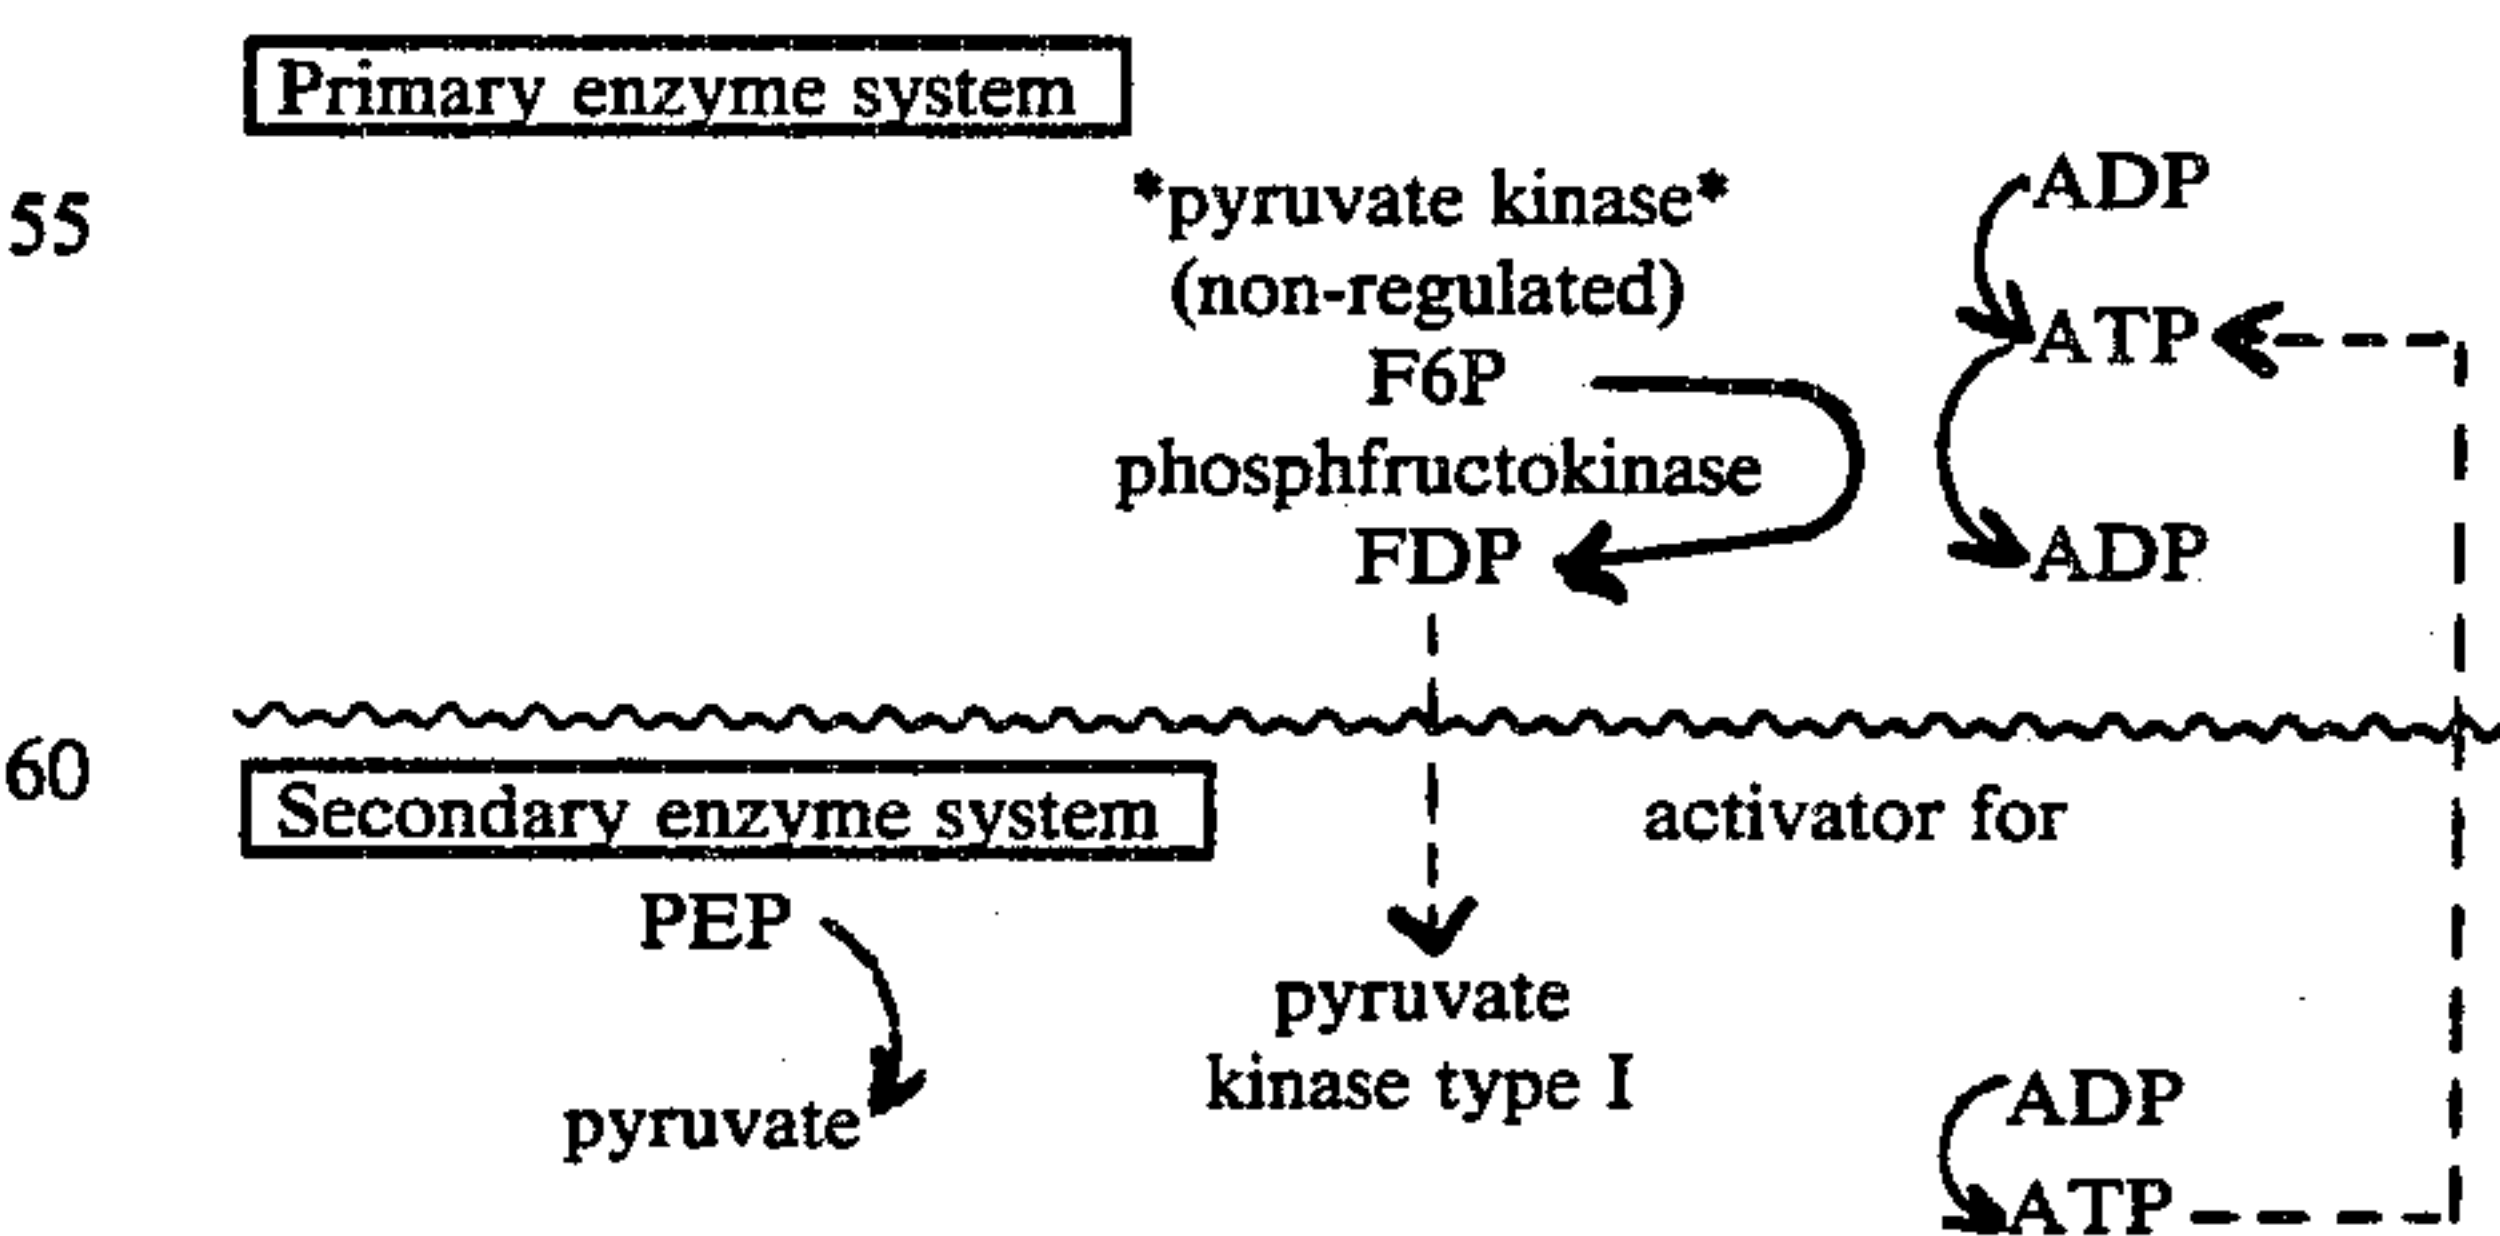 Primary enzyme system
55
*pyruvate kinase*
ADP
(non-regulated)
ATP
F6P
phosphfructokinase
FDP
ADP
60
Secondary enzyme system
activator for
PEP
pyruvate
kinase type I
pyruvate
ADP
ATP